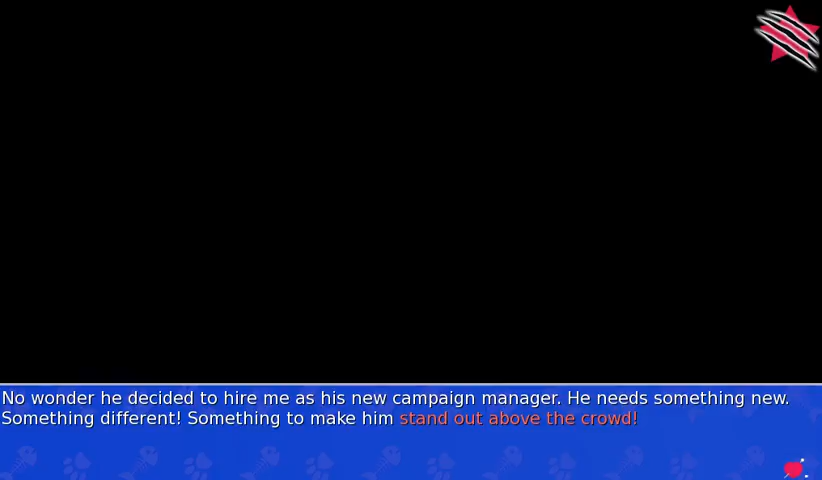 No wonder he decided to hire me as his new campaign manager. He needs something new.
Something different! Something to make him stand out above the crowd!